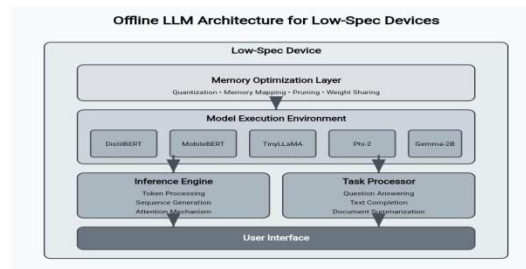 Offline LLM Architecture for Low-Spec Devices
Low-Spec Device
Memory Optimization Layer
Quantization • Memory Mapping • Pruning • Weight Sharing
Model Execution Environment
DistilBERT MobileBERT TinyLLaMA Phi-2 Gemma-2B
Inference Engine
Token Processing
Sequence Generation
Attention Mechanism
Task Processor
Question Answering
Text Completion
Document Summarization
User Interface